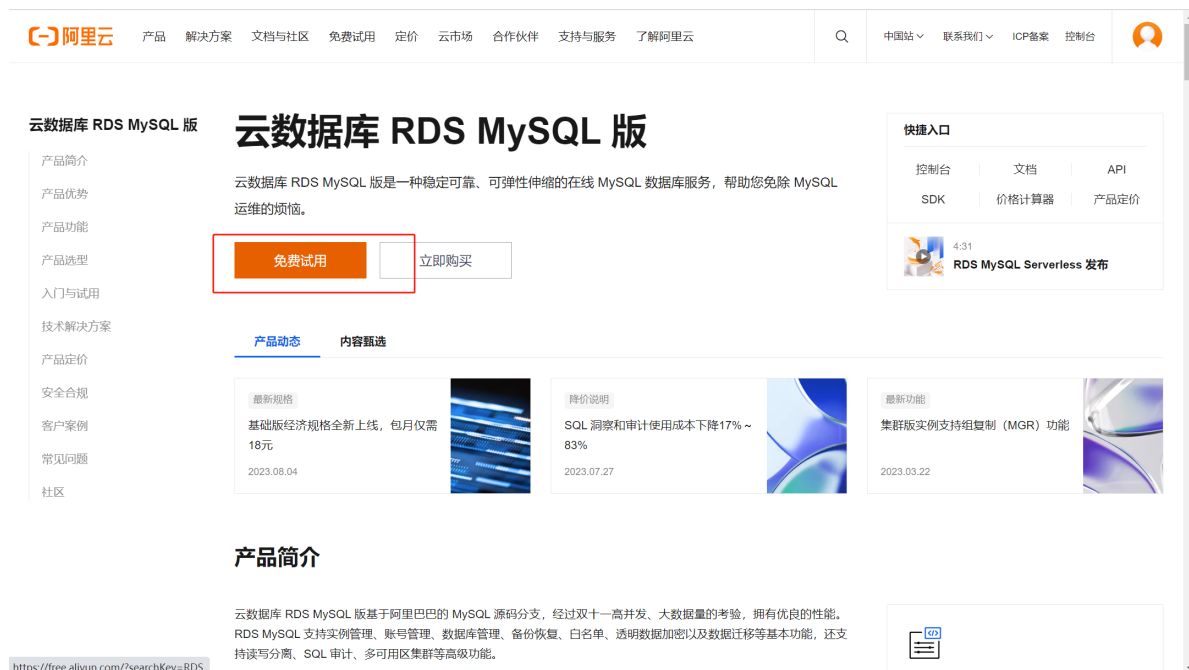 阿里云
产品 解决方案 文档与社区 免费试用 定价 云市场 合作伙伴 支持与服务 了解阿里云
中国站 联系我们 ICP备案 控制台
云数据库 RDS MySQL 版
产品简介
产品优势
产品功能
产品选型
入门与试用
技术解决方案
产品定价
安全合规
客户案例
常见问题
社区
云数据库 RDS MySQL 版
云数据库 RDS MySQL 版是一种稳定可靠、可弹性伸缩的在线 MySQL 数据库服务，帮助您免除 MySQL
运维的烦恼。
免费试用 立即购买
快捷入口
控制台 文档 API
SDK 价格计算器 产品定价
4:31
RDS MySQL Serverless 发布
产品动态 内容甄选
最新规格
基础版经济规格全新上线，包月仅需
18元
2023.08.04
降价说明
SQL 洞察和审计使用成本下降17%～
83%
2023.07.27
最新功能
集群版实例支持组复制（MGR）功能
2023.03.22
产品简介
云数据库 RDS MySQL 版基于阿里巴巴的 MySQL 源码分支，经过双十一高并发、大数据量的考验，拥有优良的性能。
RDS MySQL 支持实例管理、账号管理、数据库管理、备份恢复、白名单、透明数据加密以及数据迁移等基本功能，还支
持读写分离、SQL 审计、多可用区集群等高级功能。
https://free.aliyun.com/?searchKey=RDS